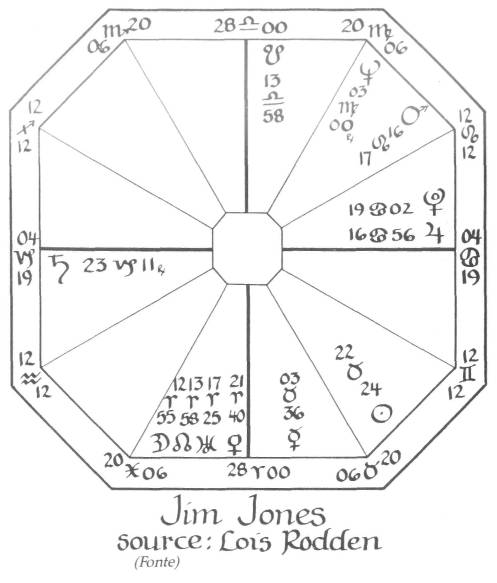 20 ♏ 06
28 ♎ 00
20 ♍ 06
☋
13
♎
58
♆
03
♍
00 ℞
♂
16
♌
17
12 ♐ 12
12 ♌ 12
19 ♋ 02 ♇
16 ♋ 56 ♃
04
♑
19
♄ 23 ♑ 11 ℞
04
♋
19
12 ♒ 12
12 ♊ 12
12 13 17 21
♈ ♈ ♈ ♈
55 58 25 40
☽ ☊ ♅ ♀
03
♉
36
☿
22
♉
24
☉
20 ♓ 06
28 ♈ 00
06 ♉ 20
Jim Jones
source: Lois Rodden
(Fonte)